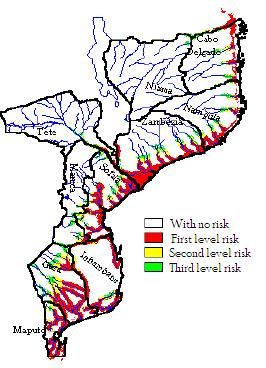 Cabo
Delgado
Niassa
Nampula
Zambezia
Tete
Manica
Sofala
Inhambane
Gaza
Maputo
With no risk
First level risk
Second level risk
Third level risk